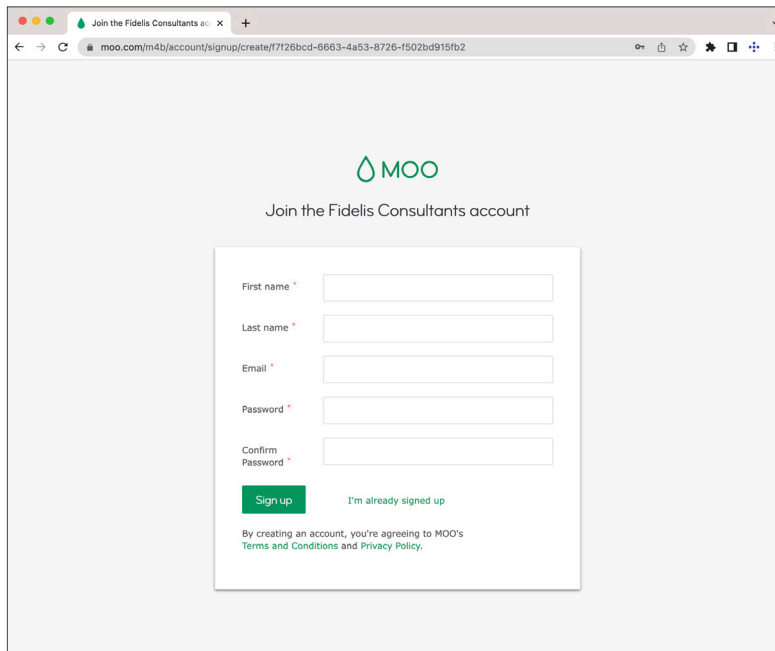 Join the Fidelis Consultants ac
moo.com/m4b/account/signup/create/f7f26bcd-6663-4a53-8726-f502bd915fb2
MOO
Join the Fidelis Consultants account
First name *
Last name *
Email *
Password *
Confirm
Password *
Sign up
I'm already signed up
By creating an account, you're agreeing to MOO's
Terms and Conditions and Privacy Policy.